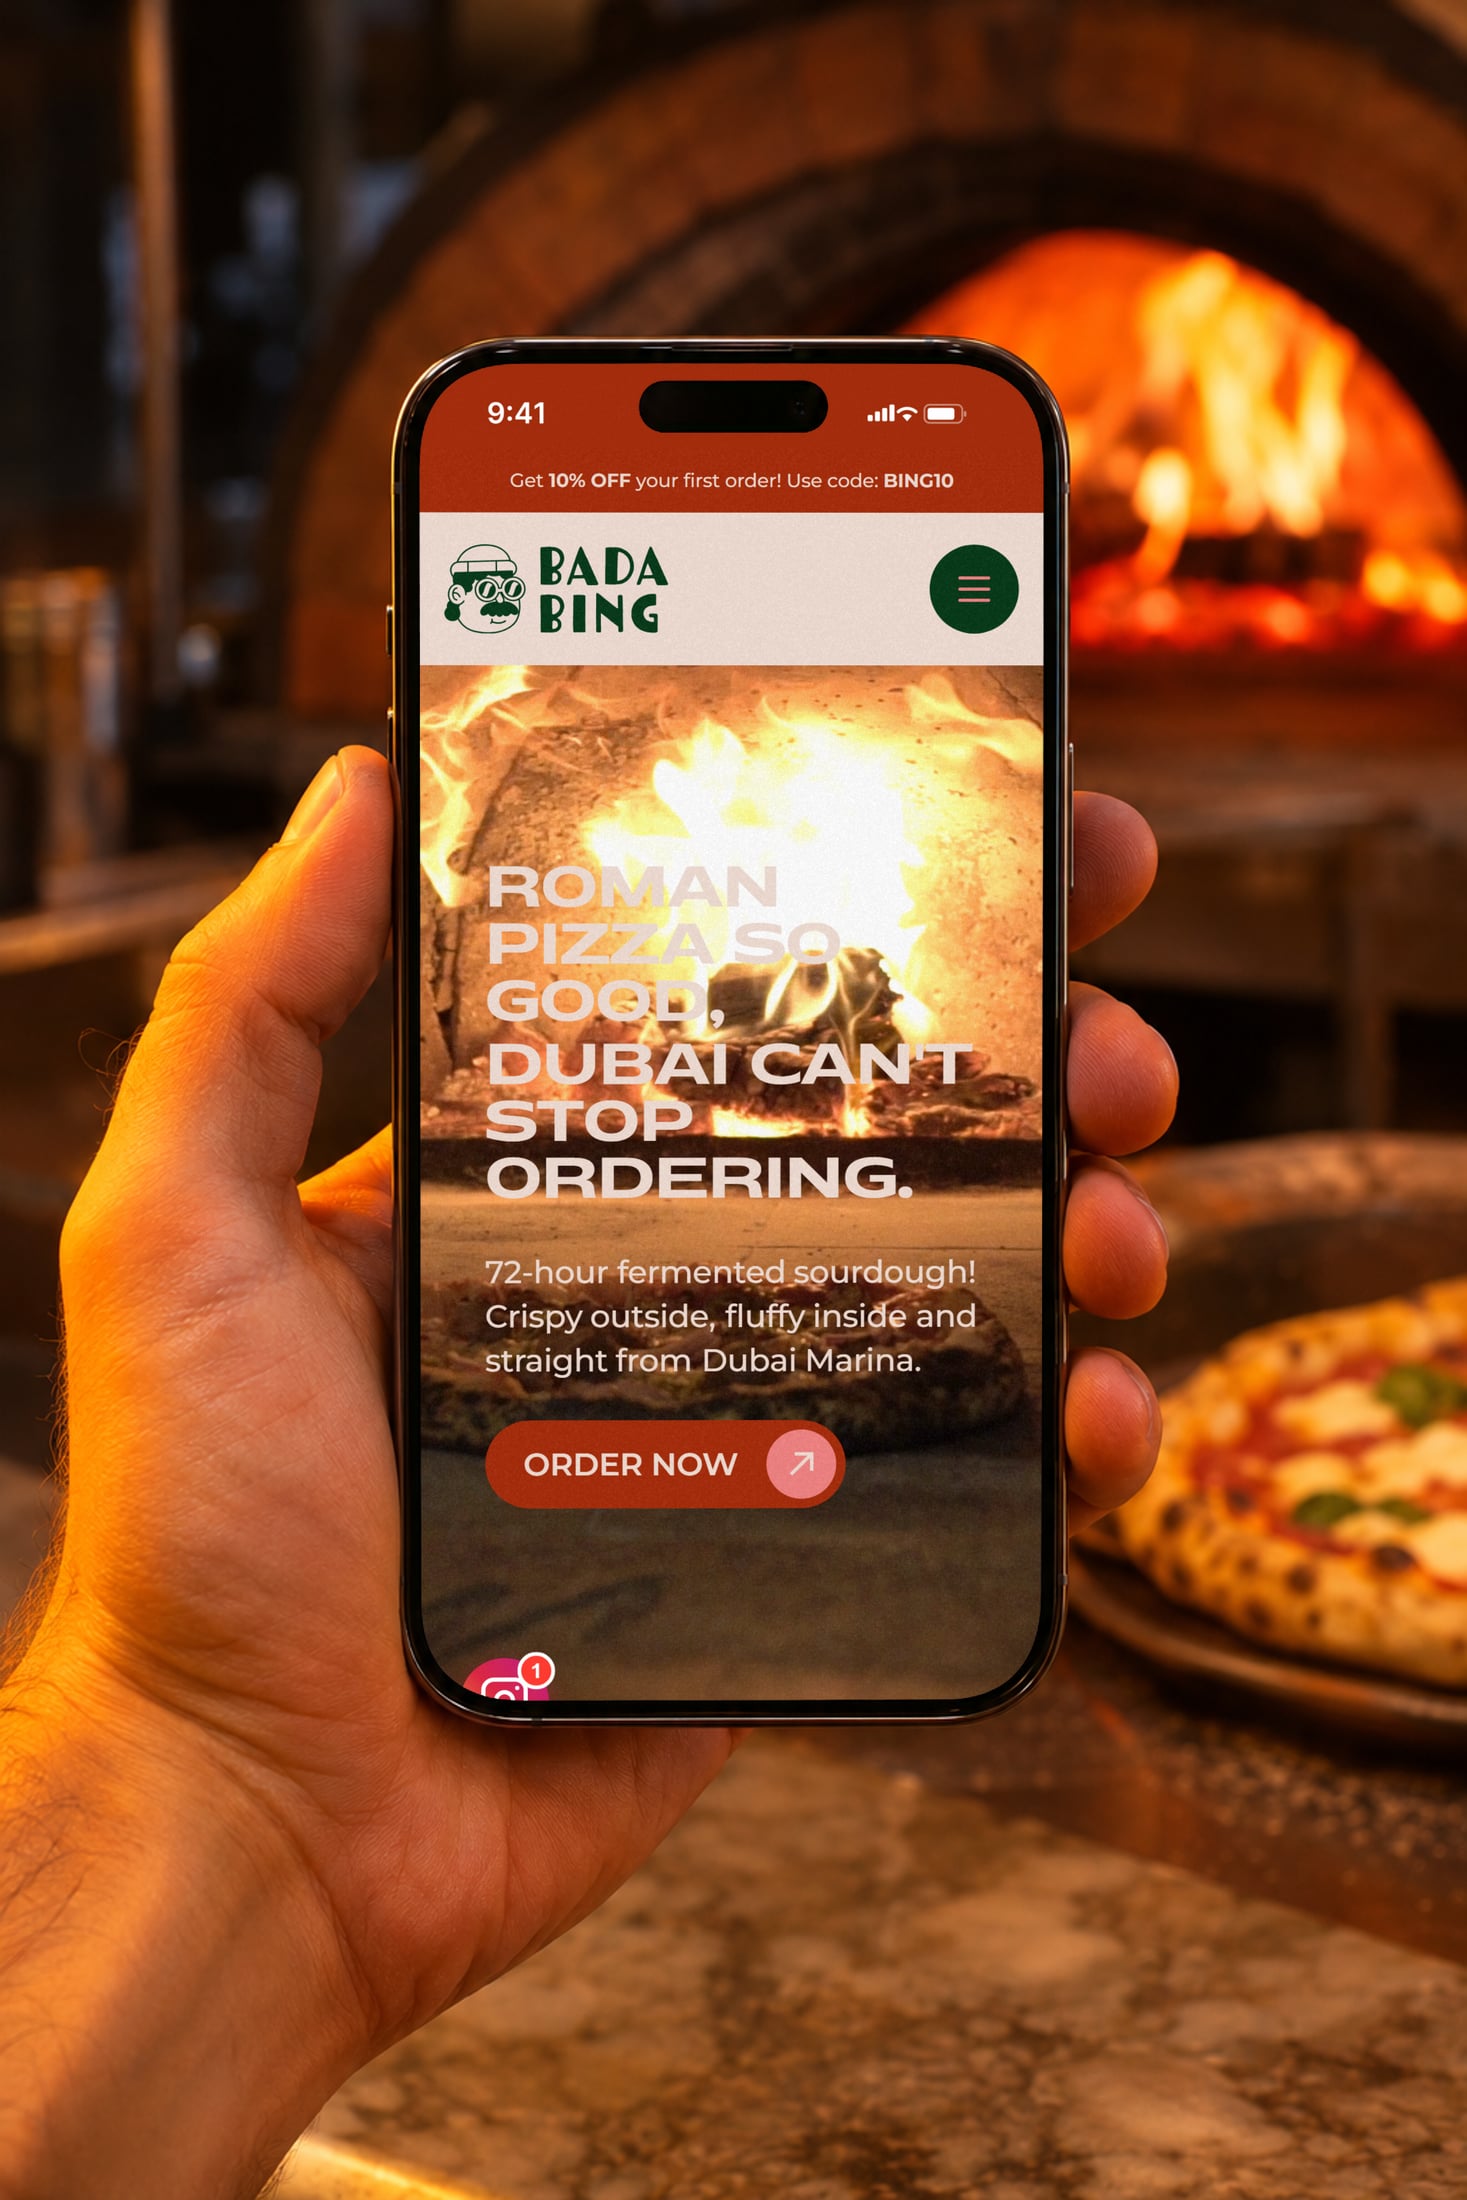 9:41
Get 10% OFF your first order! Use code: BING10
BADA
BING
ROMAN
PIZZA SO
GOOD,
DUBAI CAN'T
STOP
ORDERING.
72-hour fermented sourdough!
Crispy outside, fluffy inside and
straight from Dubai Marina.
ORDER NOW
1